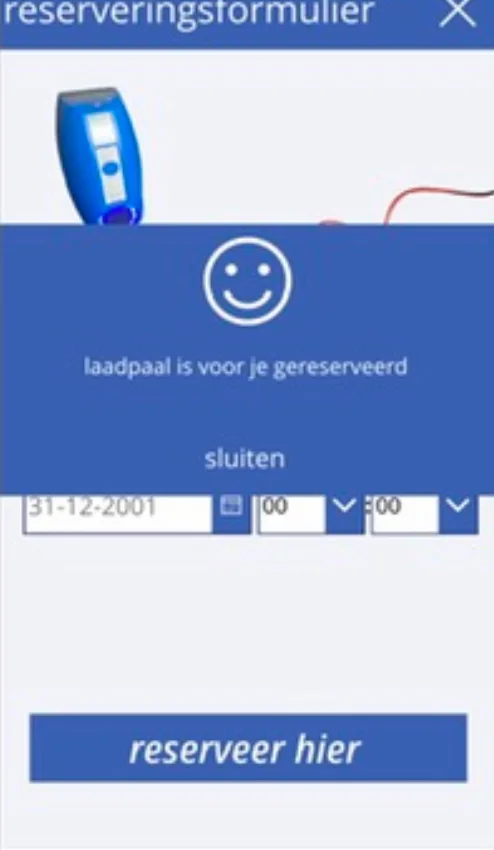 reserveringsformulier
laadpaal is voor je gereserveerd
sluiten
31-12-2001 00 : 00
reserveer hier